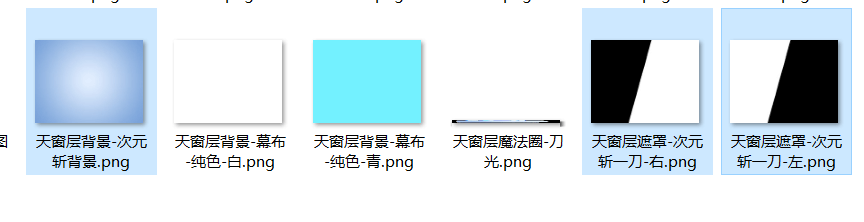 图
天窗层背景-次元
斩背景.png
天窗层背景-幕布
-纯色-白.png
天窗层背景-幕布
-纯色-青.png
天窗层魔法圈-刀
光.png
天窗层遮罩-次元
斩一刀-右.png
天窗层遮罩-次元
斩一刀-左.png